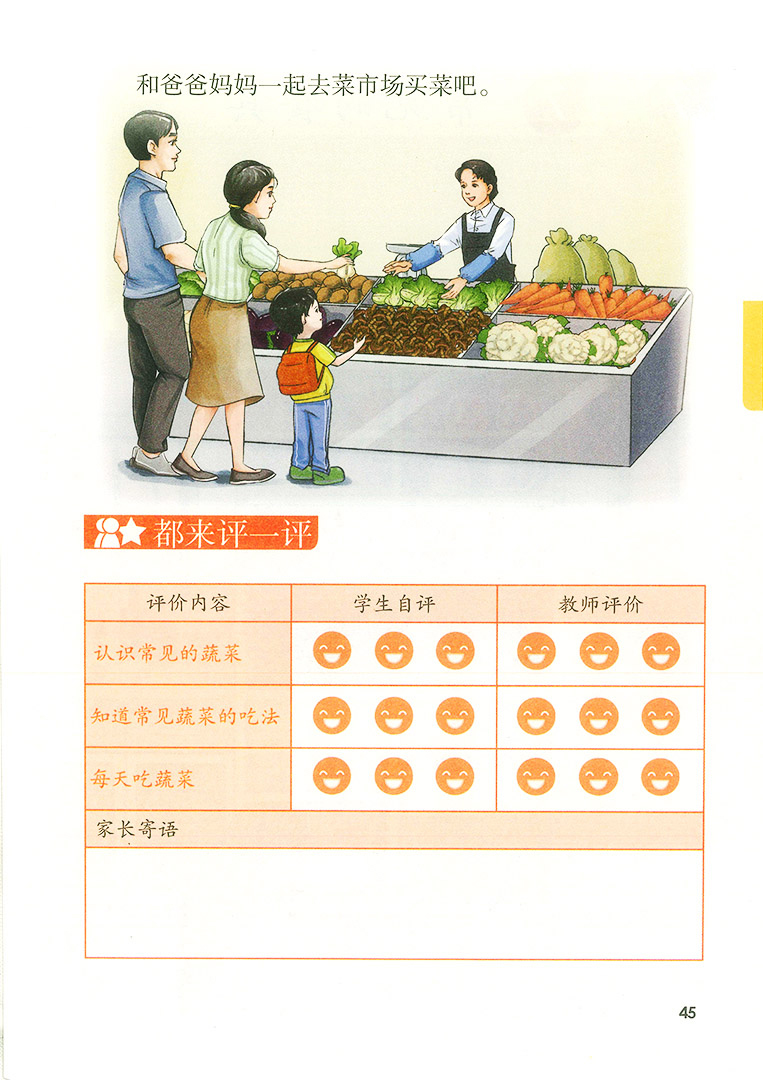 和爸爸妈妈一起去菜市场买菜吧。
都来评一评
评价内容 学生自评 教师评价
认识常见的蔬菜
知道常见蔬菜的吃法
每天吃蔬菜
家长寄语
45